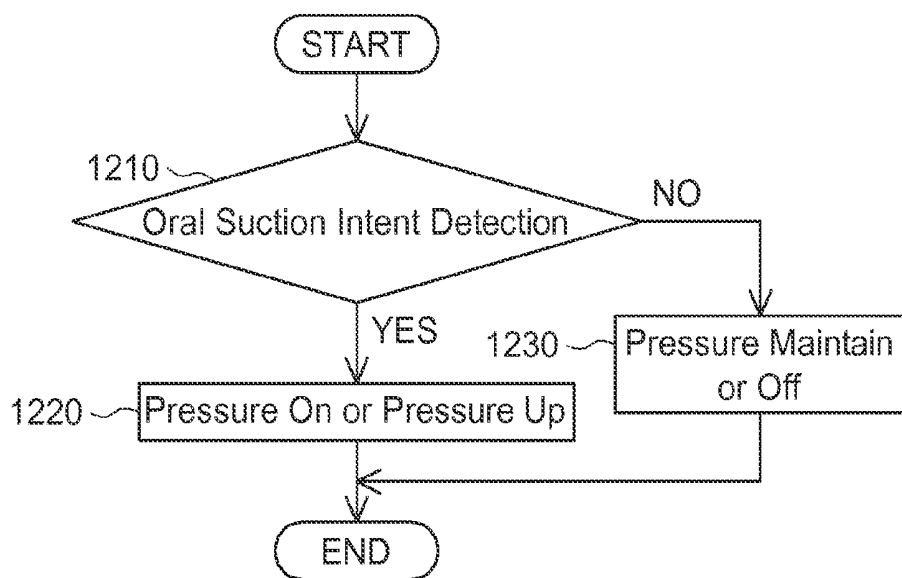 START
1210
Oral Suction Intent Detection
NO
YES
1230
Pressure Maintain
or Off
1220
Pressure On or Pressure Up
END